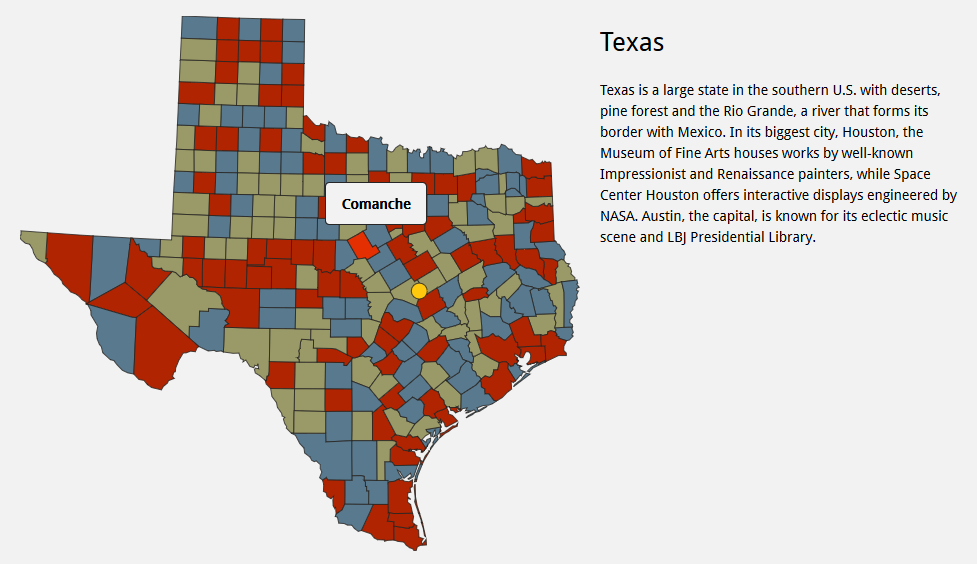 Texas
Texas is a large state in the southern U.S. with deserts,
pine forest and the Rio Grande, a river that forms its
border with Mexico. In its biggest city, Houston, the
Museum of Fine Arts houses works by well-known
Impressionist and Renaissance painters, while Space
Center Houston offers interactive displays engineered by
NASA. Austin, the capital, is known for its eclectic music
scene and LBJ Presidential Library.
Comanche